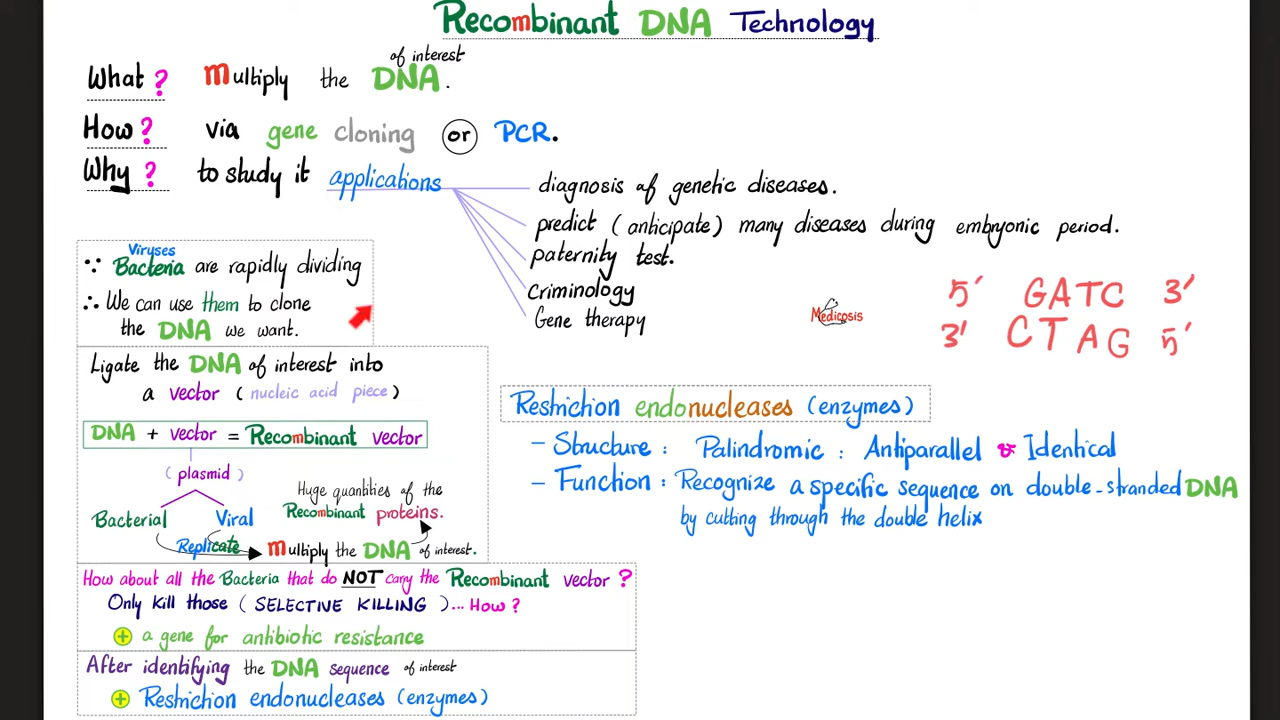 Recombinant DNA Technology
What? Multiply the DNA of interest.
How? via gene cloning or PCR.
Why? to study it applications
diagnosis of genetic diseases.
predict (anticipate) many diseases during embryonic period.
paternity test.
Criminology
Gene therapy
Viruses
∵ Bacteria are rapidly dividing
∴ We can use them to clone
the DNA we want.
Medicosis
5′ GATC 3′
3′ CTAG 5′
Ligate the DNA of interest into
a vector (nucleic acid piece)
DNA + vector = Recombinant vector
(plasmid)
Bacterial Viral
Replicate
Multiply the DNA of interest.
Huge quantities of the
Recombinant proteins.
How about all the Bacteria that do NOT carry the Recombinant vector?
Only kill those (SELECTIVE KILLING)... How?
+ a gene for antibiotic resistance
After identifying the DNA sequence of interest
+ Restriction endonucleases (enzymes)
Restriction endonucleases (enzymes)
- Structure: Palindromic: Antiparallel & Identical
- Function: Recognize a specific sequence on double-stranded DNA
by cutting through the double helix